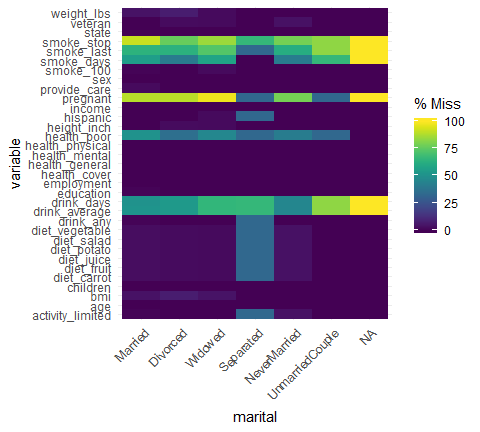 weight_lbs
veteran
state
smoke_stop
smoke_last
smoke_days
smoke_100
sex
provide_care
pregnant
income
hispanic
height_inch
health_poor
health_physical
health_mental
health_general
health_cover
employment
education
drink_days
drink_average
drink_any
diet_vegetable
diet_salad
diet_potato
diet_juice
diet_fruit
diet_carrot
children
bmi
age
activity_limited
variable
Married
Divorced
Widowed
Separated
NeverMarried
UnmarriedCouple
NA
marital
% Miss
100
75
50
25
0